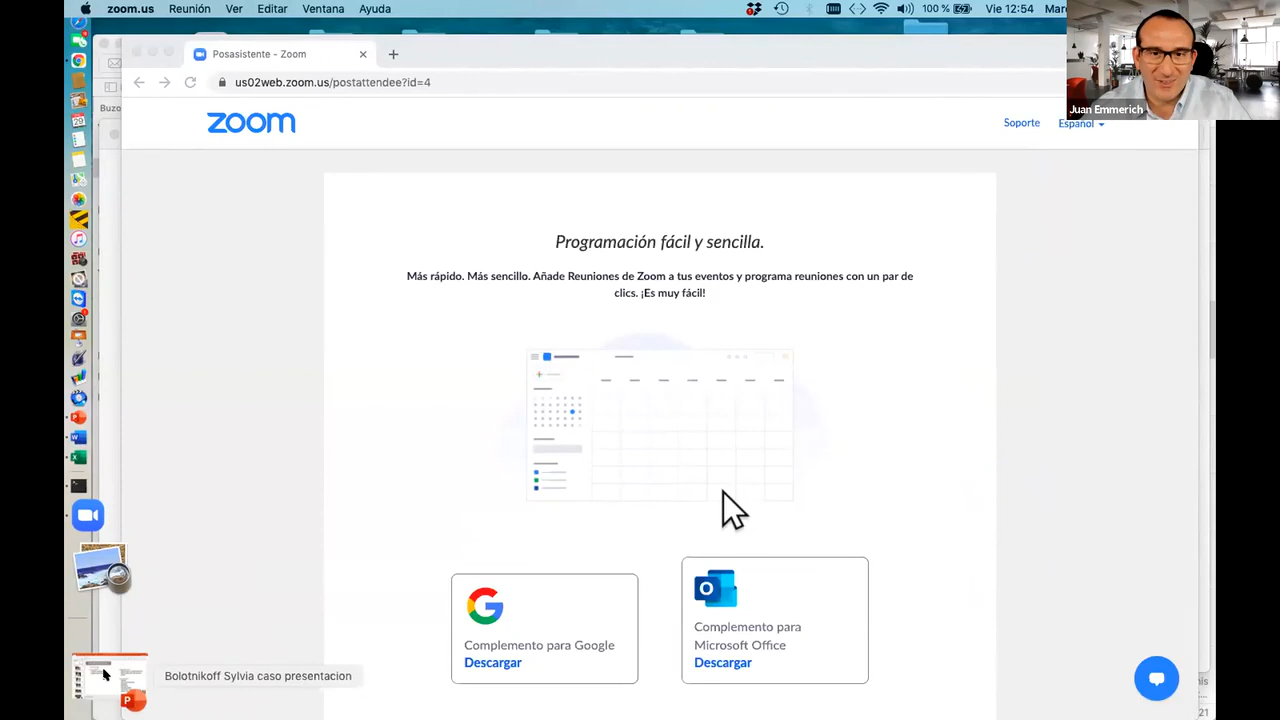 zoom.us Reunión Ver Editar Ventana Ayuda
100 % Vie 12:54
Posasistente - Zoom
us02web.zoom.us/postattendee?id=4
Buzo
Juan Emmerich
zoom
Soporte Español
Programación fácil y sencilla.
Más rápido. Más sencillo. Añade Reuniones de Zoom a tus eventos y programa reuniones con un par de
clics. ¡Es muy fácil!
Complemento para Google
Descargar
Complemento para
Microsoft Office
Descargar
Bolotnikoff Sylvia caso presentacion